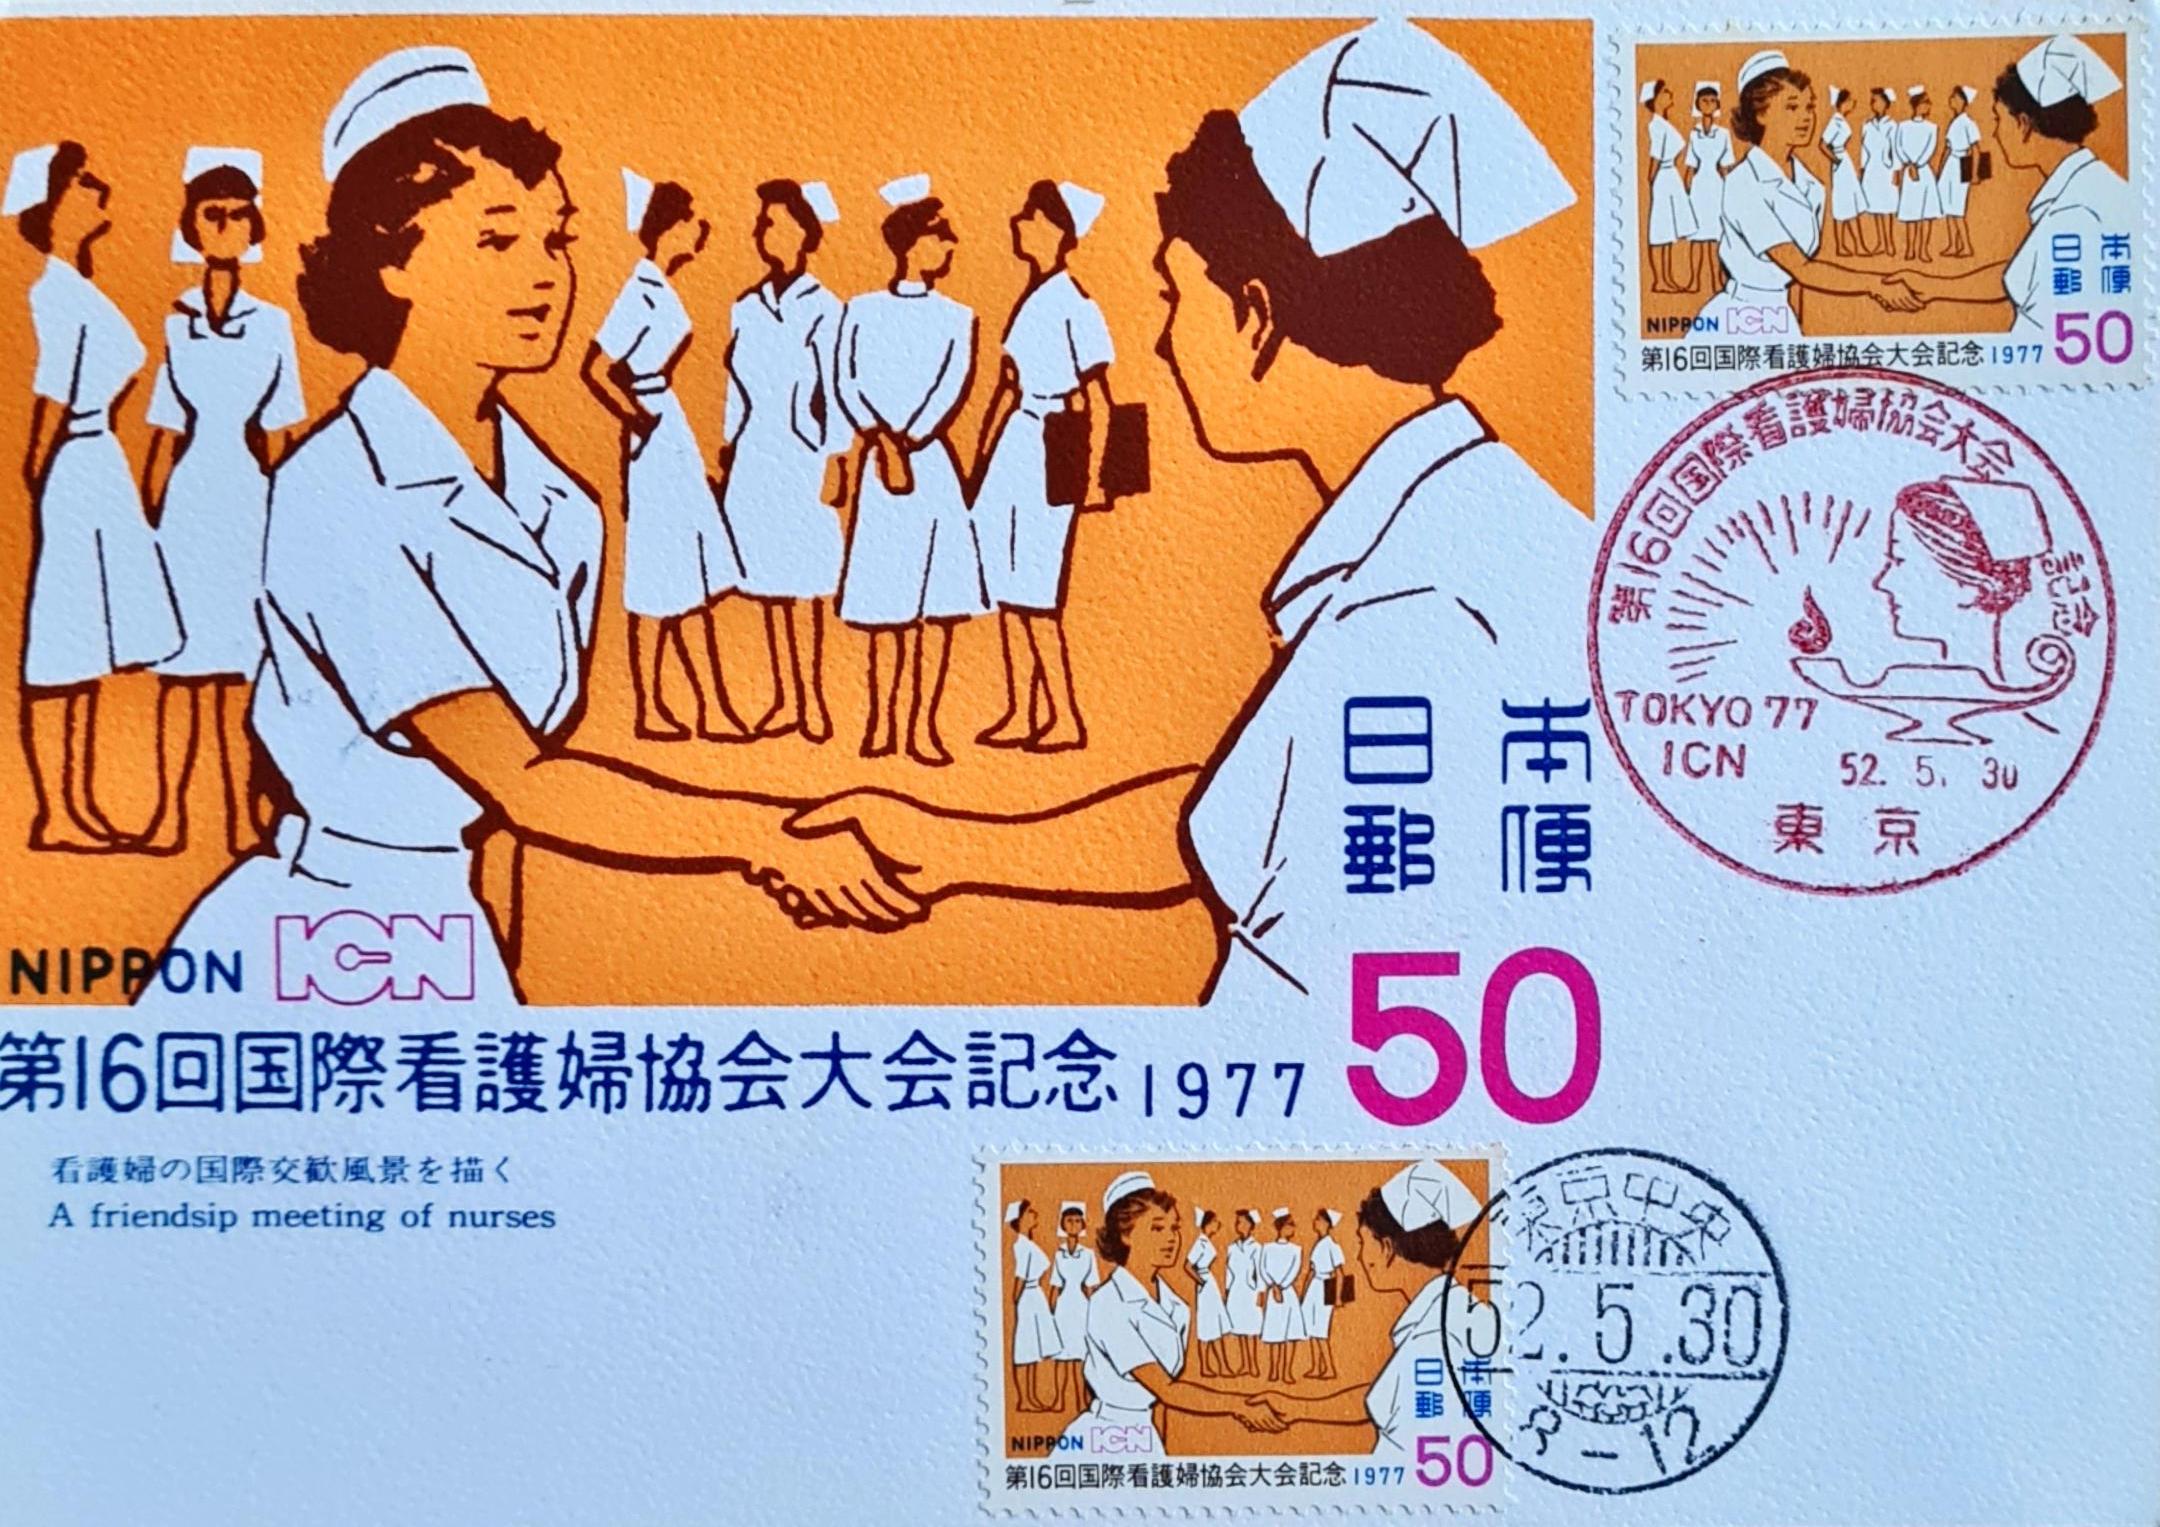 日本
郵便
NIPPON ICN
第16回国際看護婦協会大会記念 1977 50
第16回国際看護婦協会大会記念
TOKYO 77
ICN
52. 5. 30
東京
日本
郵便
50
NIPPON ICN
第16回国際看護婦協会大会記念 1977
看護婦の国際交歓風景を描く
A friendsip meeting of nurses
日本
郵便
NIPPON ICN
50
第16回国際看護婦協会大会記念 1977
東京中央
52.5.30
8-12